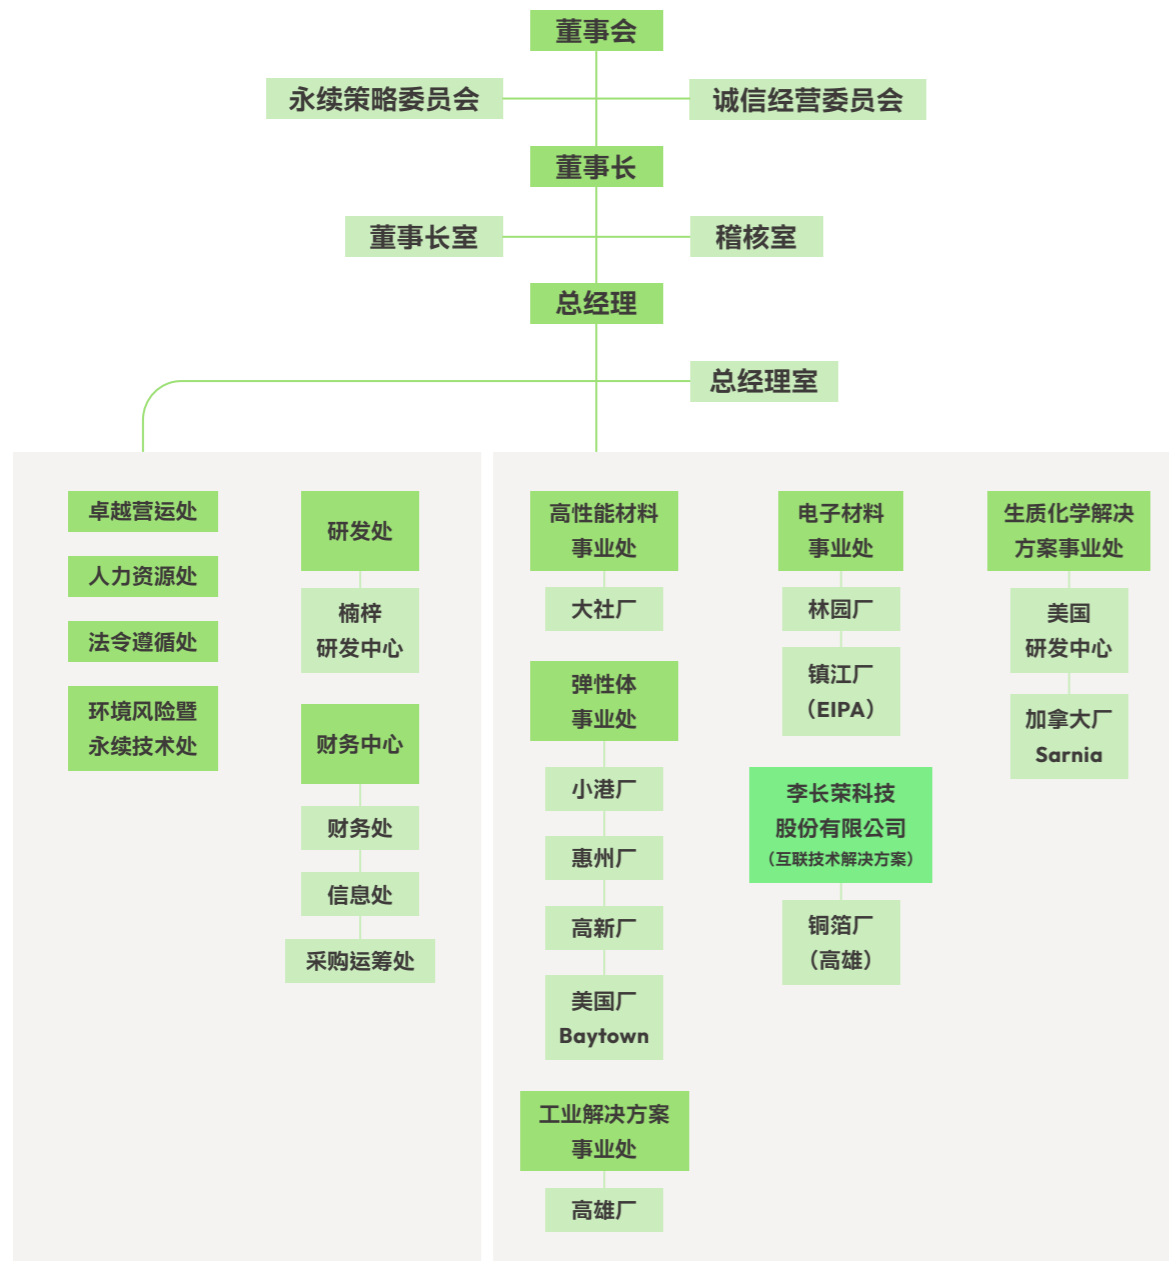 董事会
永续策略委员会
诚信经营委员会
董事长
董事长室
稽核室
总经理
总经理室
卓越营运处
人力资源处
法令遵循处
环境风险暨
永续技术处
研发处
楠梓
研发中心
财务中心
财务处
信息处
采购运筹处
高性能材料
事业处
大社厂
弹性体
事业处
小港厂
惠州厂
高新厂
美国厂
Baytown
工业解决方案
事业处
高雄厂
电子材料
事业处
林园厂
镇江厂
（EIPA）
李长荣科技
股份有限公司
（互联技术解决方案）
铜箔厂
（高雄）
生质化学解决
方案事业处
美国
研发中心
加拿大厂
Sarnia